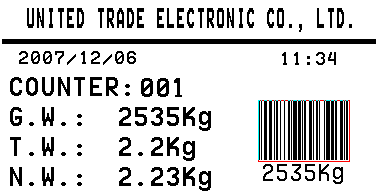 UNITED TRADE ELECTRONIC CO., LTD.
2007/12/06 11:34
COUNTER: 001
G.W.: 2535Kg
T.W.: 2.2Kg
N.W.: 2.23Kg
2535Kg